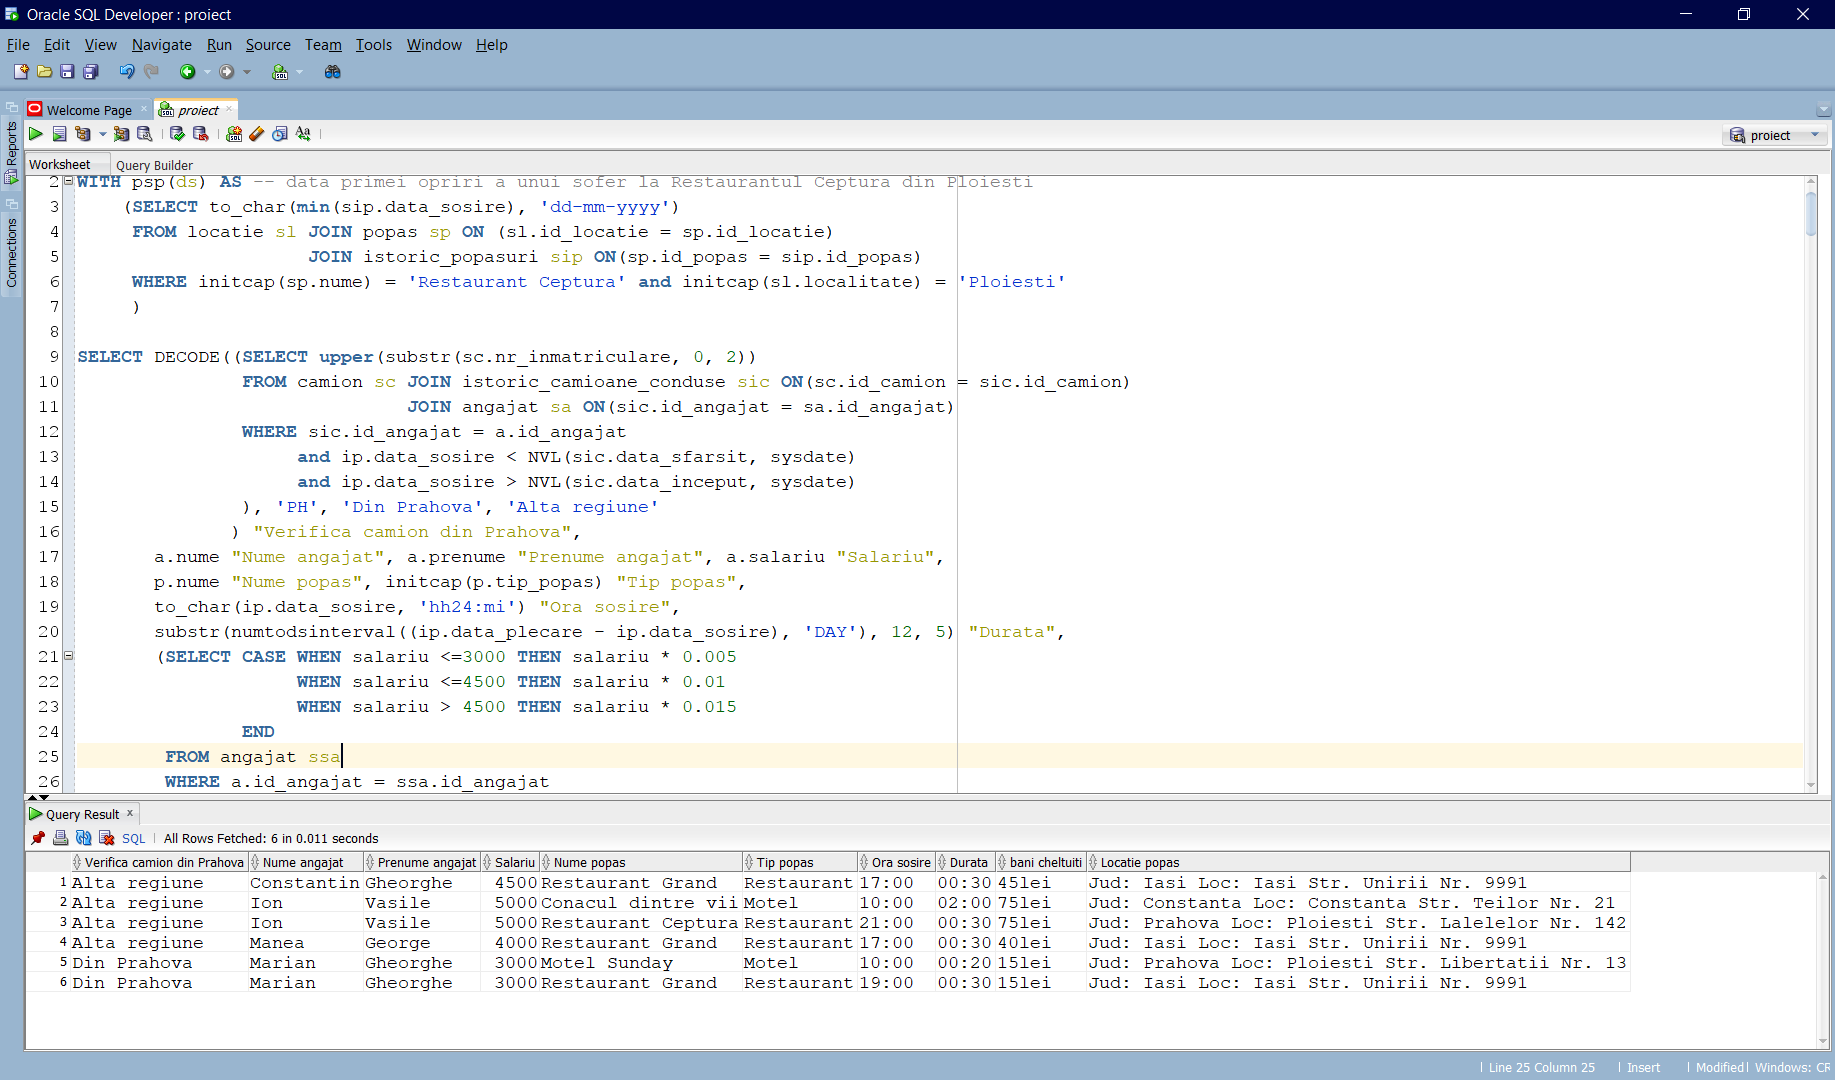 Oracle SQL Developer : proiect
File Edit View Navigate Run Source Team Tools Window Help
Reports
Connections
Welcome Page proiect
proiect
Worksheet Query Builder
2 WITH psp(ds) AS -- data primei opriri a unui sofer la Restaurantul Ceptura din Ploiesti
3 (SELECT to_char(min(sip.data_sosire), 'dd-mm-yyyy')
4 FROM locatie sl JOIN popas sp ON (sl.id_locatie = sp.id_locatie)
5 JOIN istoric_popasuri sip ON(sp.id_popas = sip.id_popas)
6 WHERE initcap(sp.nume) = 'Restaurant Ceptura' and initcap(sl.localitate) = 'Ploiesti'
7 )
8
9 SELECT DECODE((SELECT upper(substr(sc.nr_inmatriculare, 0, 2))
10 FROM camion sc JOIN istoric_camioane_conduse sic ON(sc.id_camion = sic.id_camion)
11 JOIN angajat sa ON(sic.id_angajat = sa.id_angajat)
12 WHERE sic.id_angajat = a.id_angajat
13 and ip.data_sosire < NVL(sic.data_sfarsit, sysdate)
14 and ip.data_sosire > NVL(sic.data_inceput, sysdate)
15 ), 'PH', 'Din Prahova', 'Alta regiune'
16 ) "Verifica camion din Prahova",
17 a.nume "Nume angajat", a.prenume "Prenume angajat", a.salariu "Salariu",
18 p.nume "Nume popas", initcap(p.tip_popas) "Tip popas",
19 to_char(ip.data_sosire, 'hh24:mi') "Ora sosire",
20 substr(numtodsinterval((ip.data_plecare - ip.data_sosire), 'DAY'), 12, 5) "Durata",
21 (SELECT CASE WHEN salariu <=3000 THEN salariu * 0.005
22 WHEN salariu <=4500 THEN salariu * 0.01
23 WHEN salariu > 4500 THEN salariu * 0.015
24 END
25 FROM angajat ssa
26 WHERE a.id_angajat = ssa.id_angajat
Query Result
SQL All Rows Fetched: 6 in 0.011 seconds
Verifica camion din Prahova Nume angajat Prenume angajat Salariu Nume popas Tip popas Ora sosire Durata bani cheltuiti Locatie popas
1 Alta regiune Constantin Gheorghe 4500 Restaurant Grand Restaurant 17:00 00:30 45lei Jud: Iasi Loc: Iasi Str. Unirii Nr. 9991
2 Alta regiune Ion Vasile 5000 Conacul dintre vii Motel 10:00 02:00 75lei Jud: Constanta Loc: Constanta Str. Teilor Nr. 21
3 Alta regiune Ion Vasile 5000 Restaurant Ceptura Restaurant 21:00 00:30 75lei Jud: Prahova Loc: Ploiesti Str. Lalelelor Nr. 142
4 Alta regiune Manea George 4000 Restaurant Grand Restaurant 17:00 00:30 40lei Jud: Iasi Loc: Iasi Str. Unirii Nr. 9991
5 Din Prahova Marian Gheorghe 3000 Motel Sunday Motel 10:00 00:20 15lei Jud: Prahova Loc: Ploiesti Str. Libertatii Nr. 13
6 Din Prahova Marian Gheorghe 3000 Restaurant Grand Restaurant 19:00 00:30 15lei Jud: Iasi Loc: Iasi Str. Unirii Nr. 9991
Line 25 Column 25 Insert Modified Windows: CR